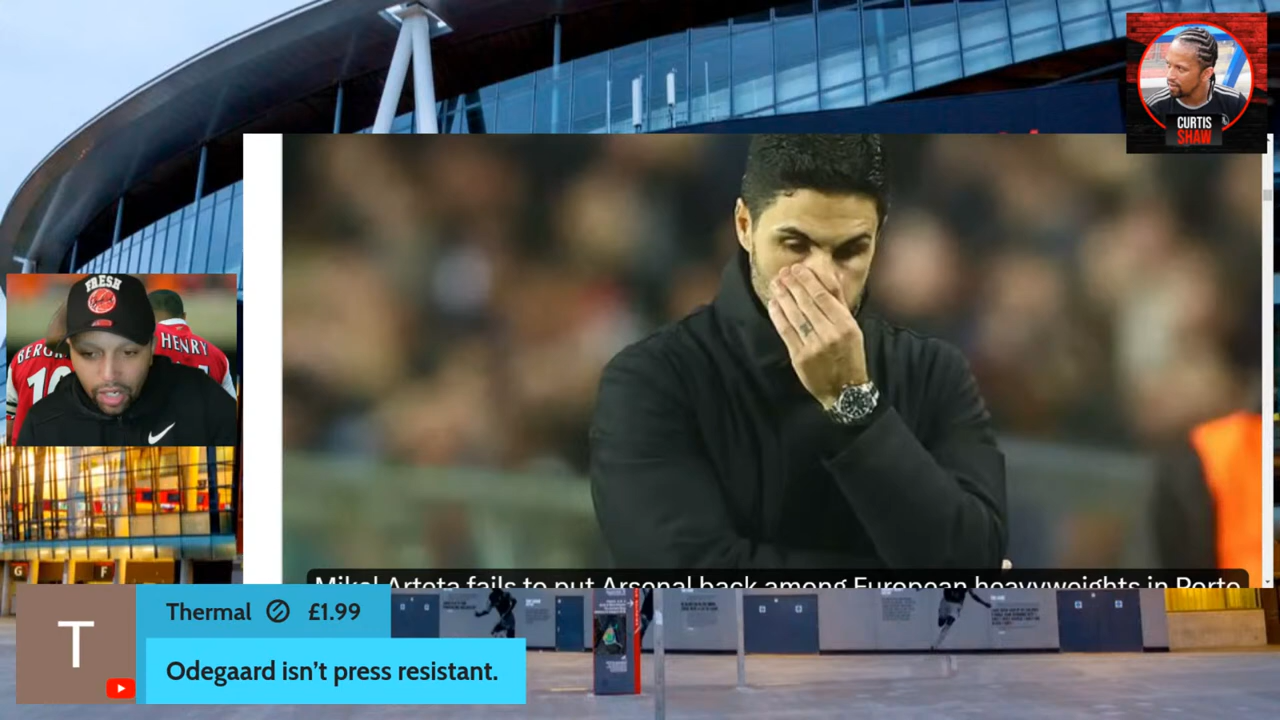 CURTIS
SHAW
FRESH
HENRY
10
G
F
Mikel Arteta fails to put Arsenal back among European heavyweights in Porto
T
Thermal £1.99
Odegaard isn't press resistant.